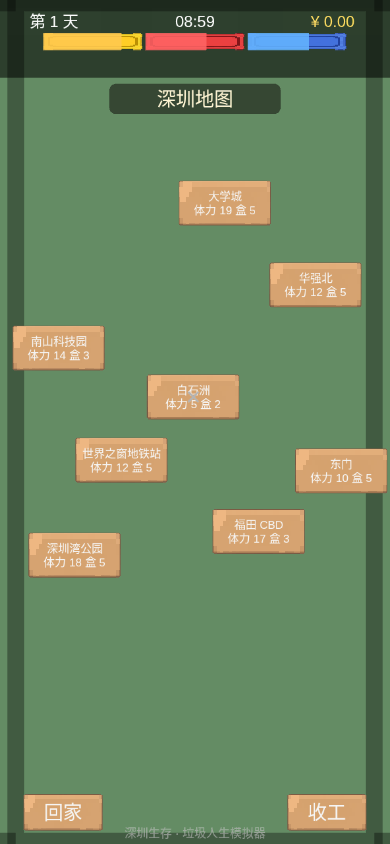 第 1 天 08:59 ¥ 0.00
深圳地图
大学城
体力 19 盒 5
华强北
体力 12 盒 5
南山科技园
体力 14 盒 3
白石洲
体力 5 盒 2
世界之窗地铁站
体力 12 盒 5
东门
体力 10 盒 5
福田 CBD
体力 17 盒 3
深圳湾公园
体力 18 盒 5
回家 收工
深圳生存 · 垃圾人生模拟器